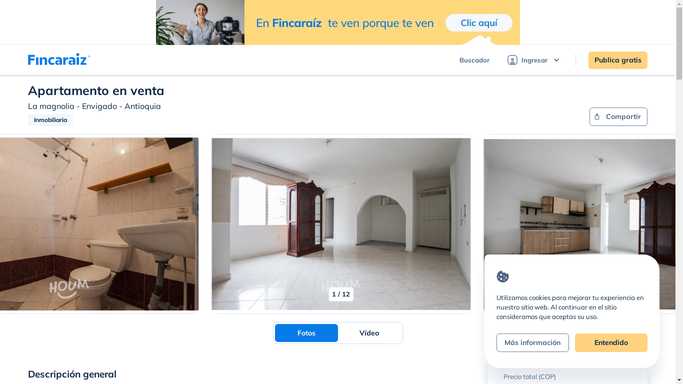 En Fincaraíz te ven porque te ven
Clic aquí
Fincaraiz
Buscador
Ingresar
Publica gratis
Apartamento en venta
La magnolia - Envigado - Antioquia
Inmobiliaria
Compartir
HOUM
HOUM
1 / 12
Fotos
Vídeo
Utilizamos cookies para mejorar tu experiencia en
nuestro sitio web. Al continuar en el sitio
consideramos que aceptas su uso.
Más información
Entendido
Descripción general
Precio total (COP)